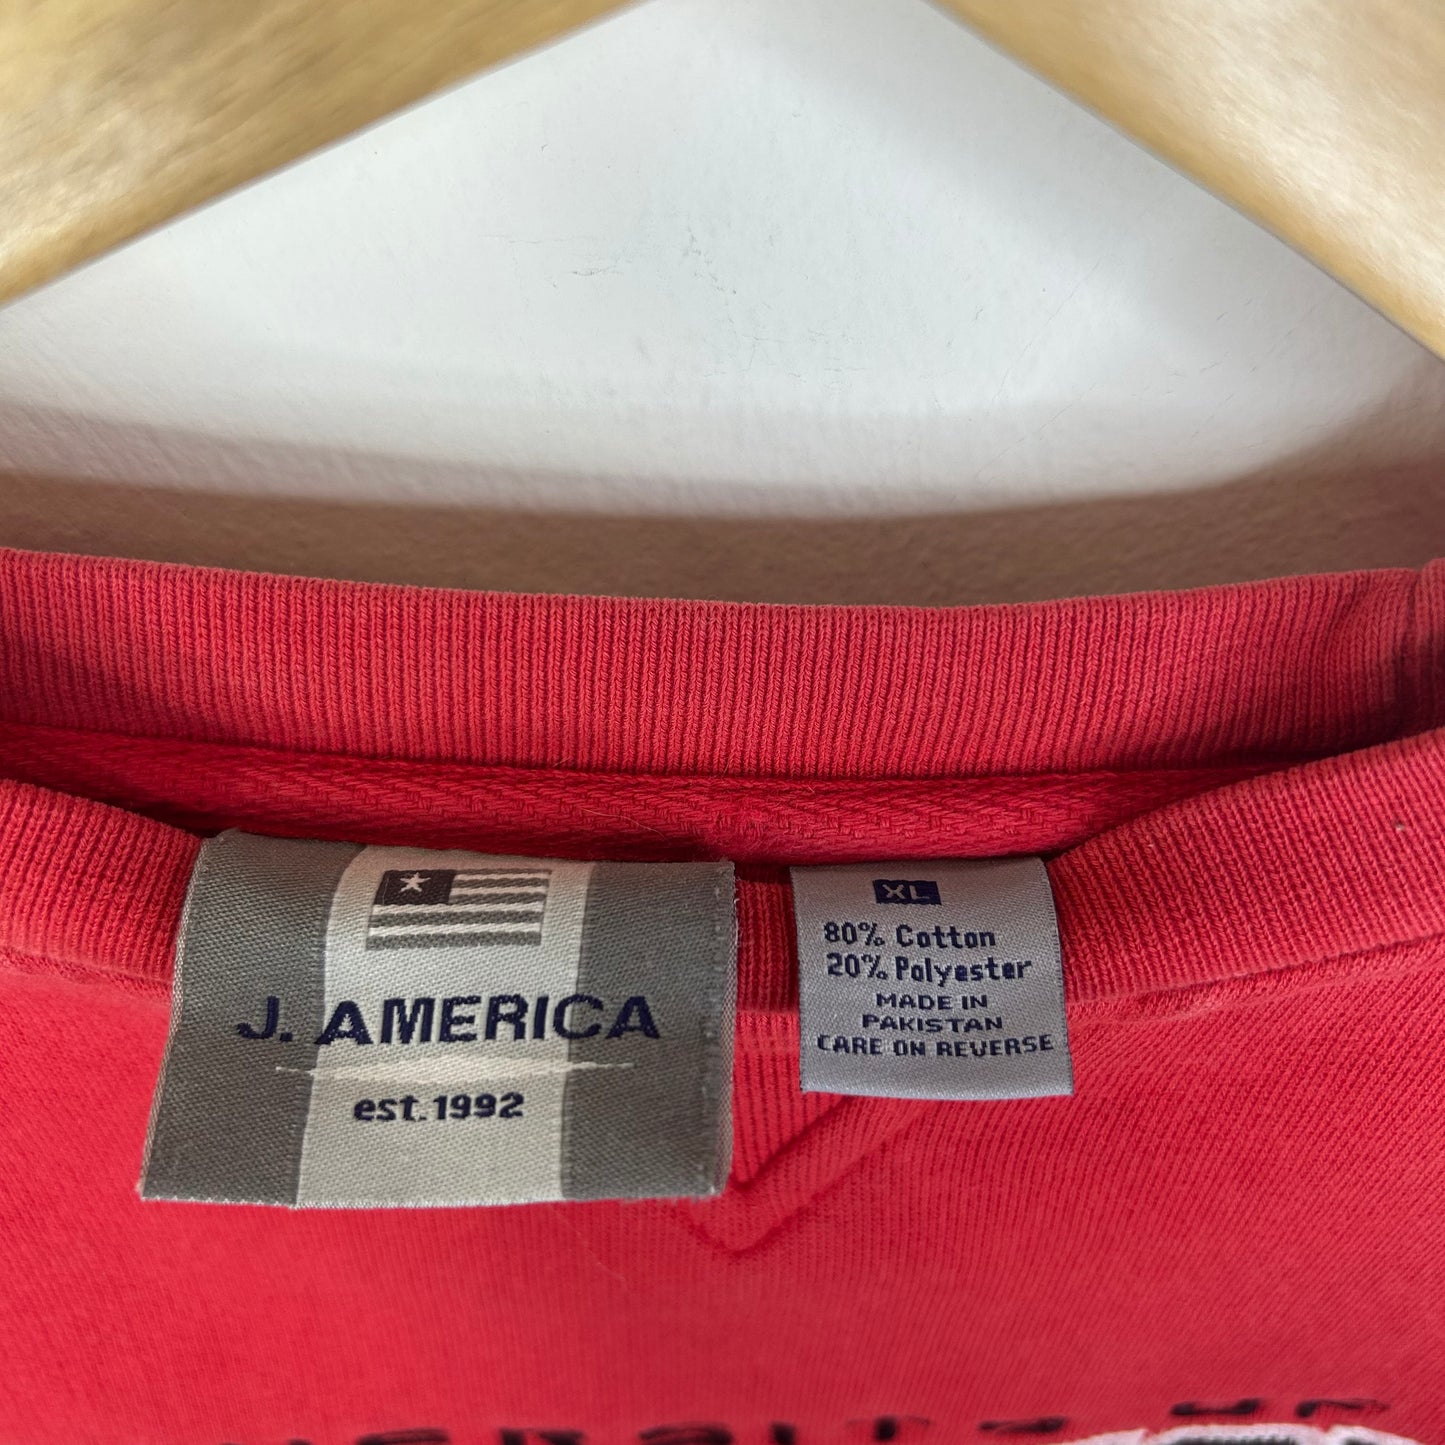 J. AMERICA
est. 1992
XL
80% Cotton
20% Polyester
MADE IN
PAKISTAN
CARE ON REVERSE